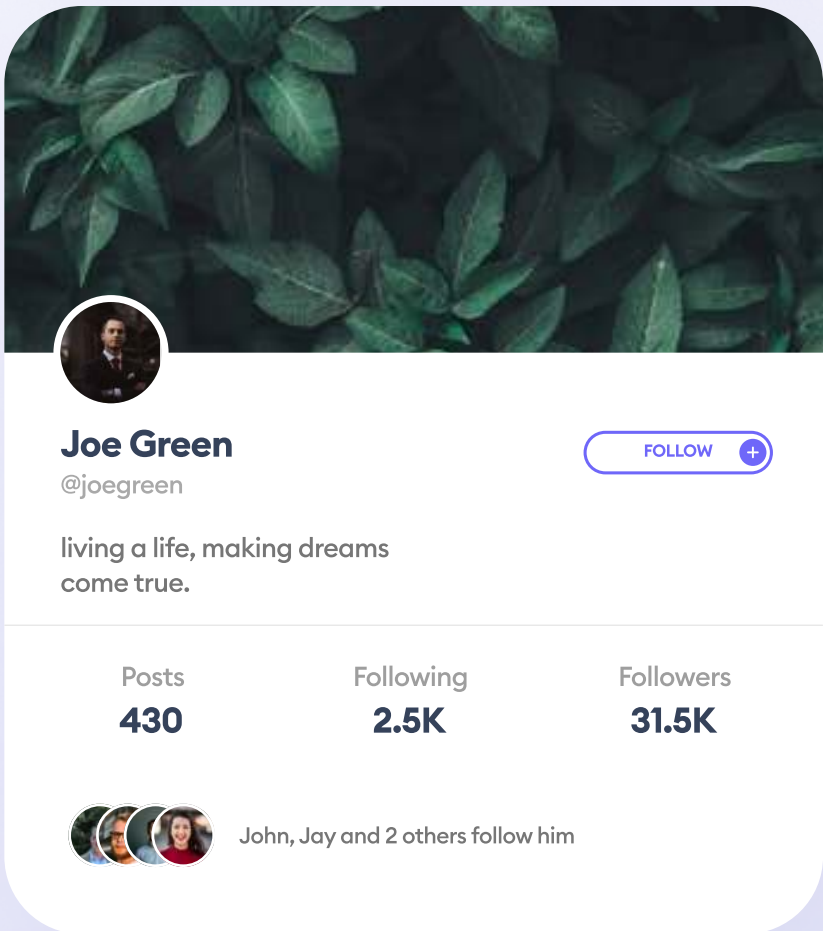 Joe Green
FOLLOW
@joegreen
living a life, making dreams
come true.
Posts
Following
Followers
430
2.5K
31.5K
John, Jay and 2 others follow him